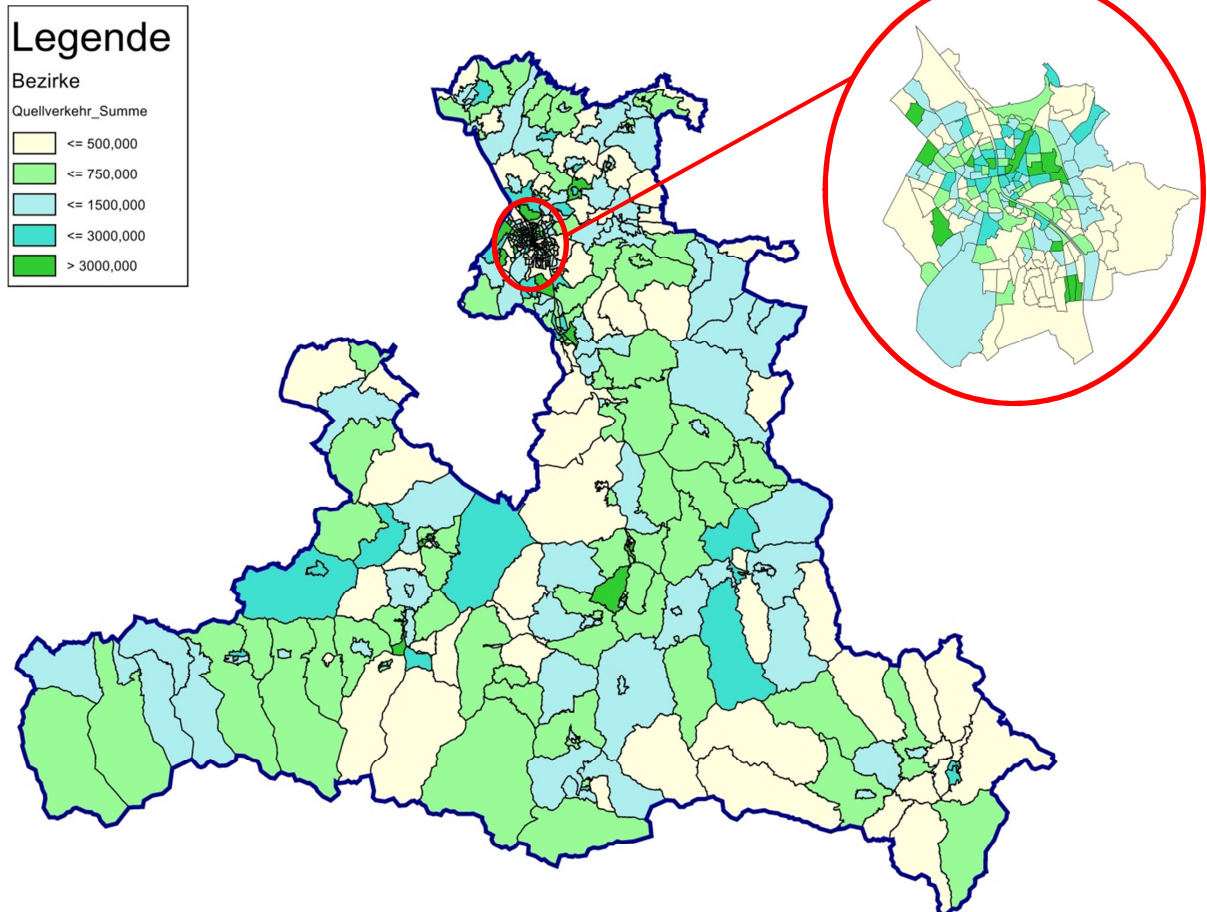 Legende
Bezirke
Quellverkehr_Summe
<= 500,000
<= 750,000
<= 1500,000
<= 3000,000
> 3000,000